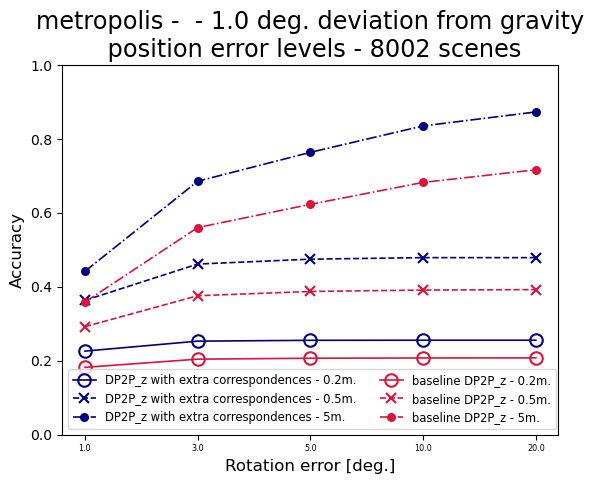 metropolis -  - 1.0 deg. deviation from gravity
position error levels - 8002 scenes
1.0
0.8
0.6
0.4
0.2
0.0
Accuracy
DP2P_z with extra correspondences - 0.2m.
DP2P_z with extra correspondences - 0.5m.
DP2P_z with extra correspondences - 5m.
baseline DP2P_z - 0.2m.
baseline DP2P_z - 0.5m.
baseline DP2P_z - 5m.
1.0 3.0 5.0 10.0 20.0
Rotation error [deg.]